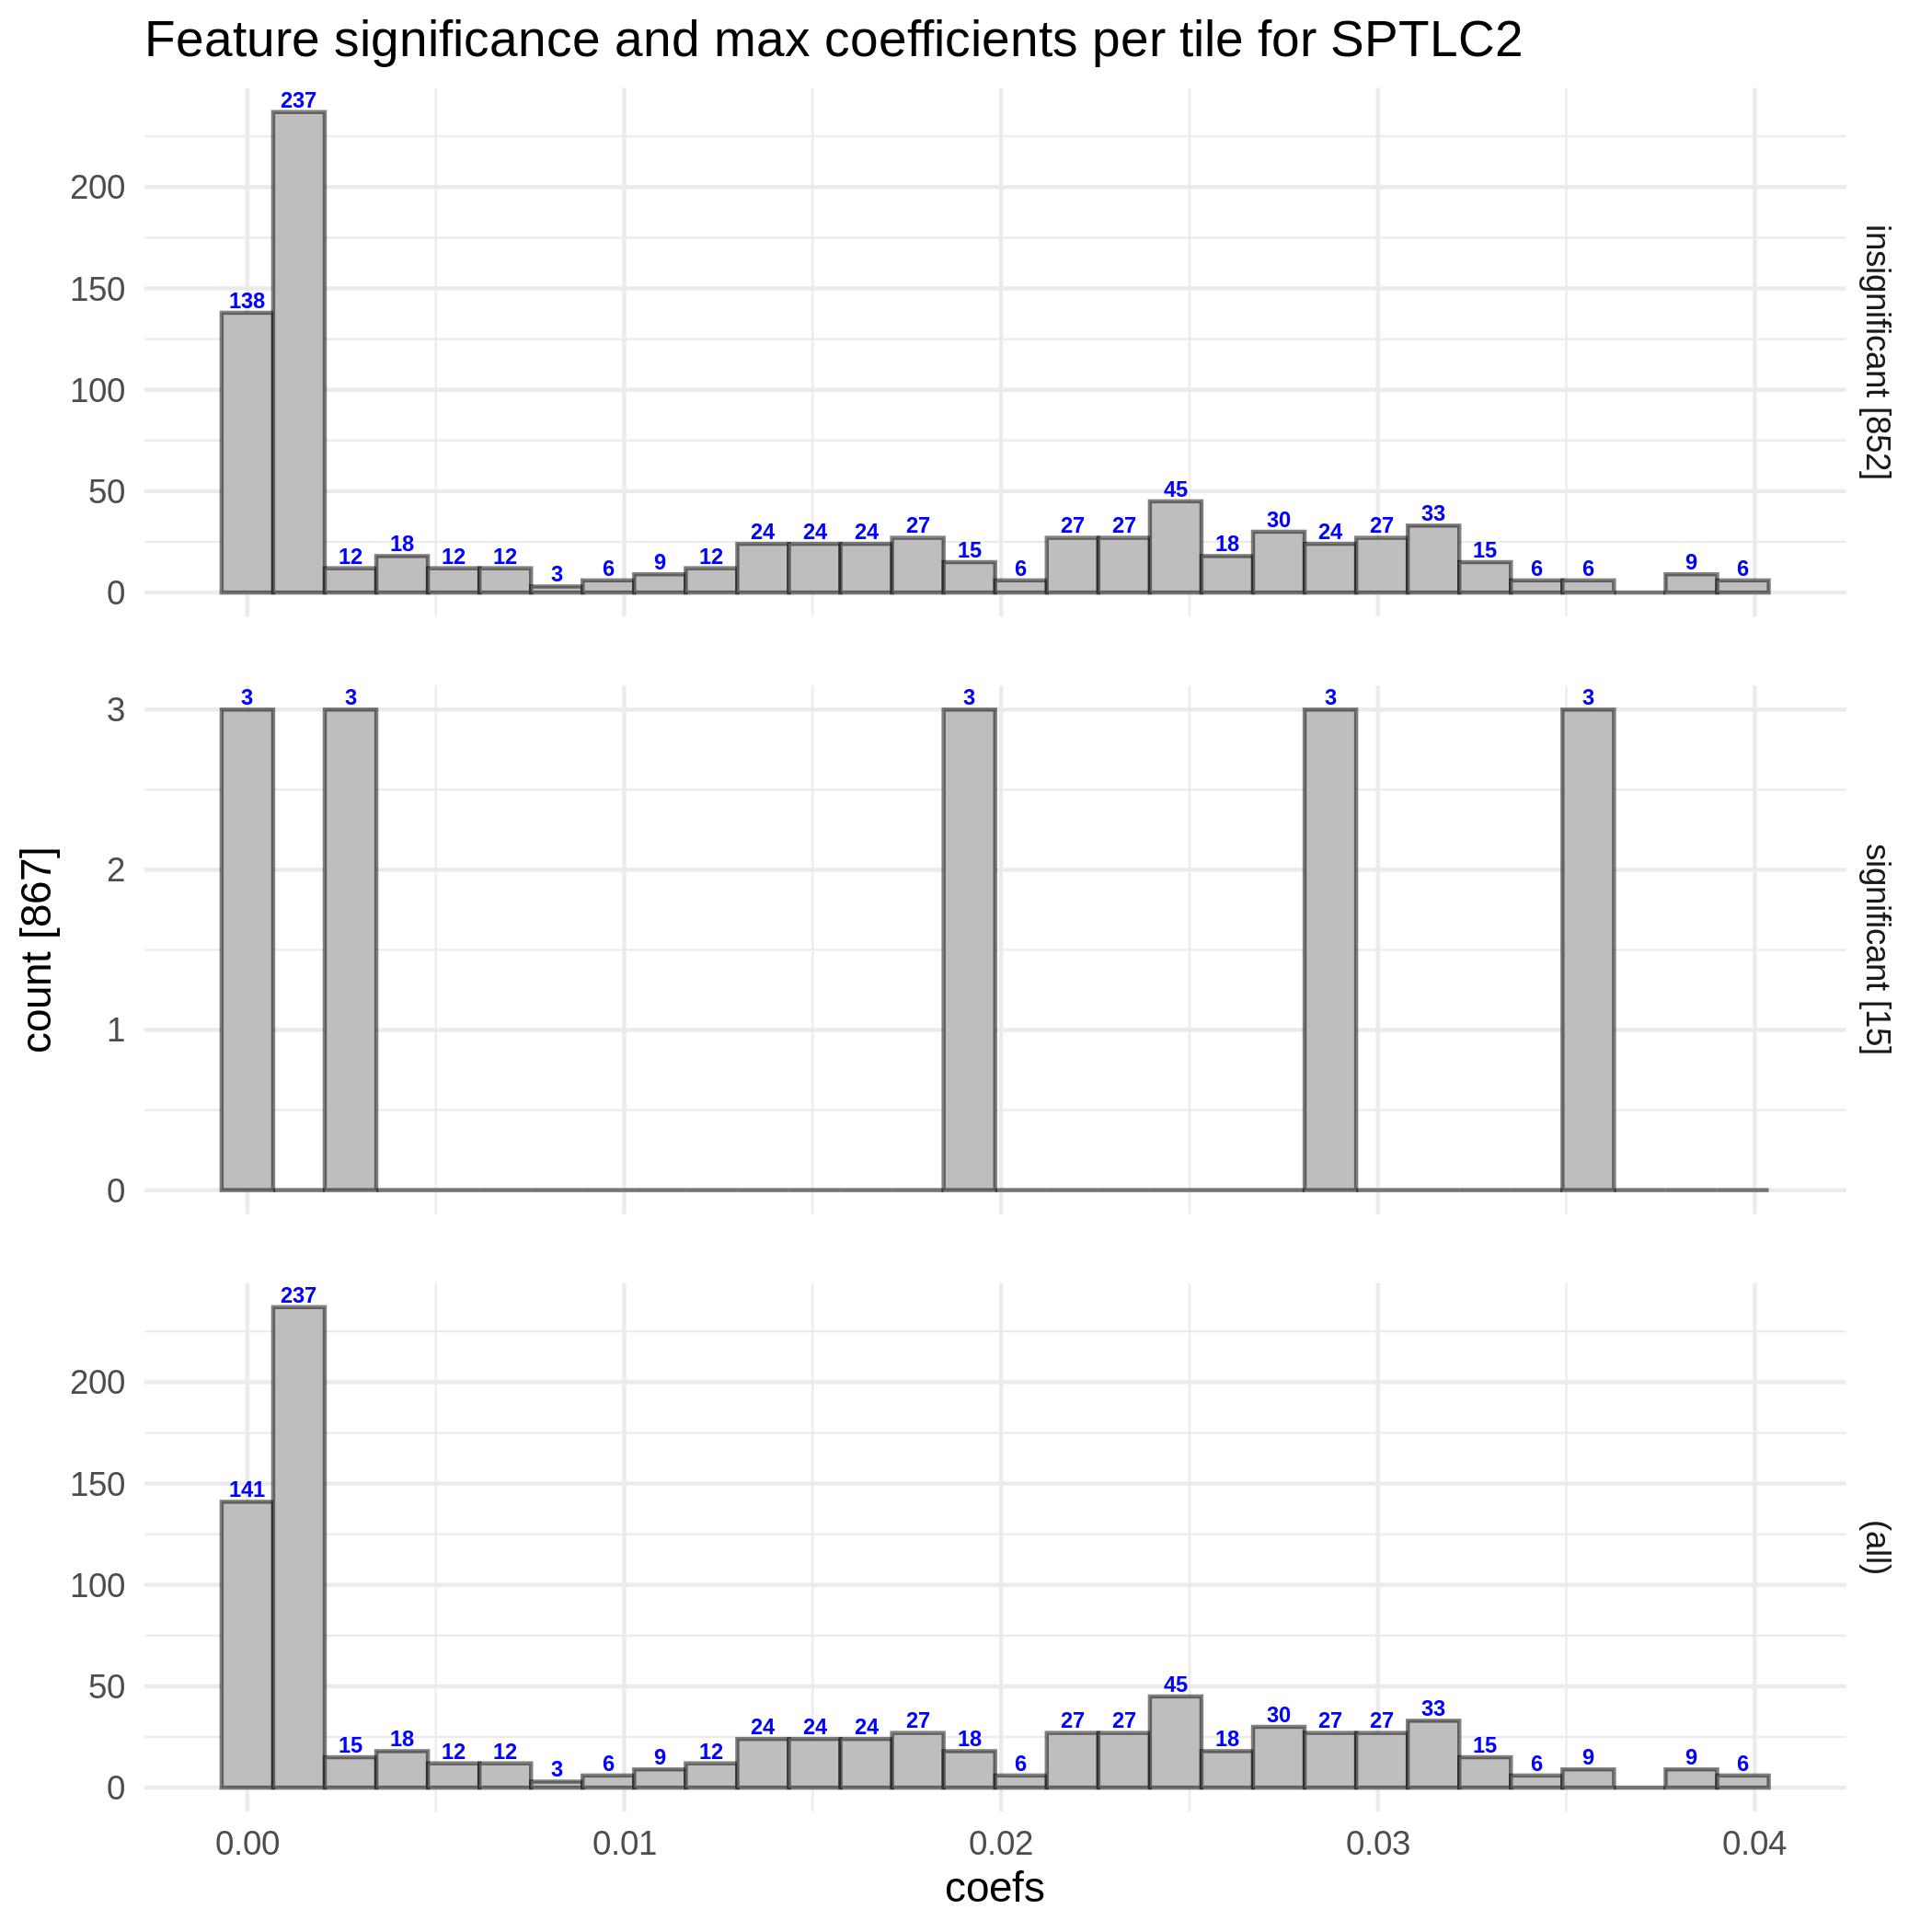 Feature significance and max coefficients per tile for SPTLC2
237
200
150
138
100
50
45
12 18 12 12 3 6 9 12 24 24 24 27 15 6 27 27 18 30 24 27 33 15 6 6 9 6
0
insignificant [852]
3 3 3 3 3
3
2
1
0
significant [15]
count [867]
237
200
150
141
100
50
45
15 18 12 12 3 6 9 12 24 24 24 27 18 6 27 27 18 30 27 27 33 15 6 9 9 6
0
(all)
0.00 0.01 0.02 0.03 0.04
coefs